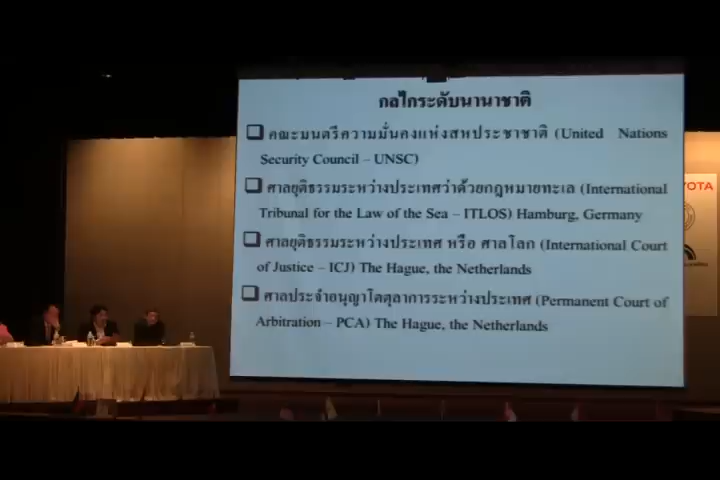 กลไกระดับนานาชาติ
❑ คณะมนตรีความมั่นคงแห่งสหประชาชาติ (United Nations
Security Council – UNSC)
❑ ศาลยุติธรรมระหว่างประเทศว่าด้วยกฎหมายทะเล (International
Tribunal for the Law of the Sea – ITLOS) Hamburg, Germany
❑ ศาลยุติธรรมระหว่างประเทศ หรือ ศาลโลก (International Court
of Justice – ICJ) The Hague, the Netherlands
❑ ศาลประจำอนุญาโตตุลาการระหว่างประเทศ (Permanent Court of
Arbitration – PCA) The Hague, the Netherlands
YOTA